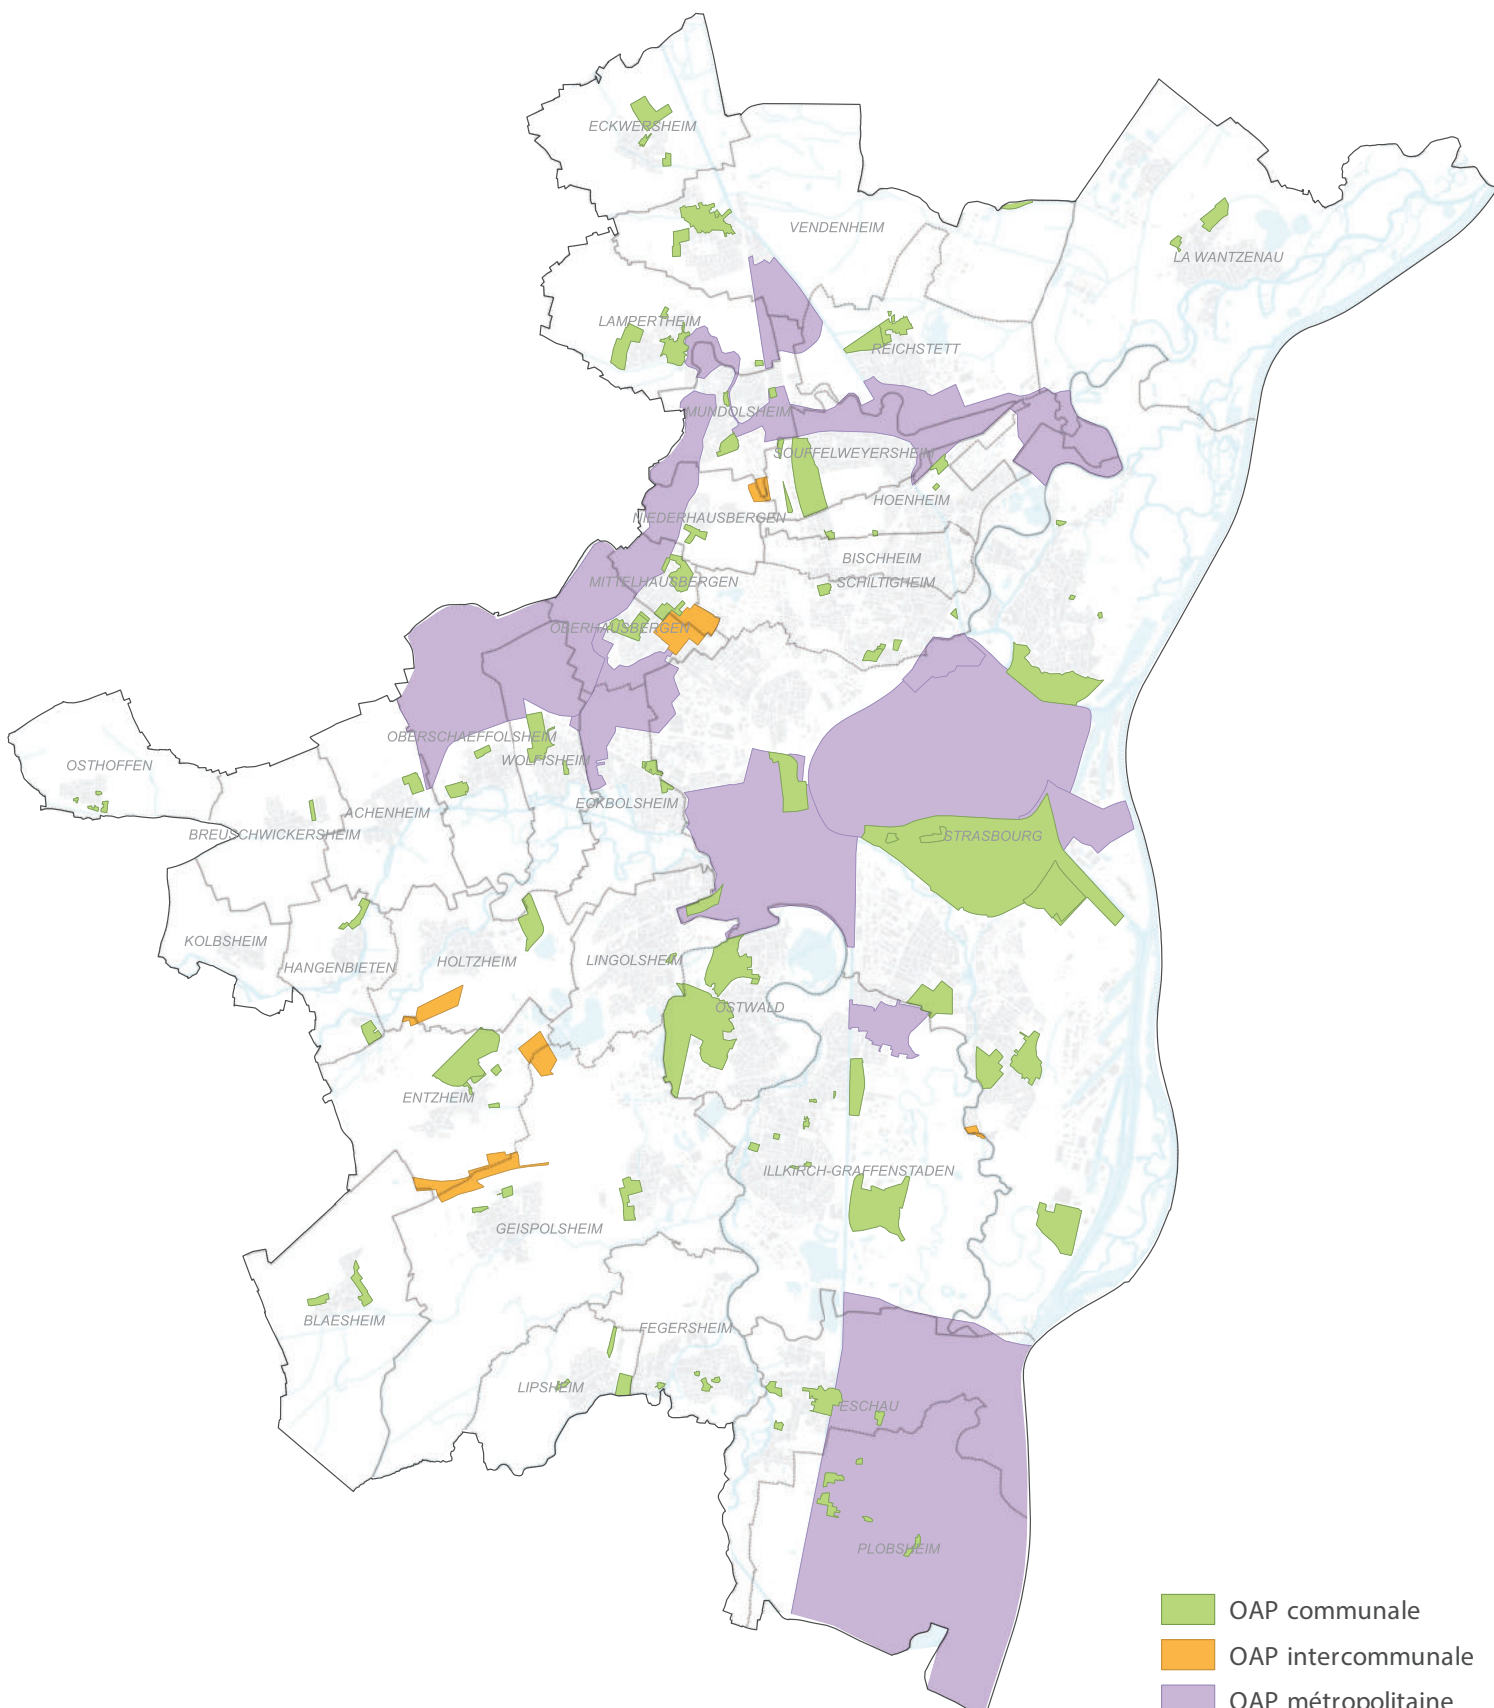 ECKWERSHEIM
VENDENHEIM
LA WANTZENAU
LAMPERTHEIM
REICHSTETT
MUNDOLSHEIM
SOUFFELWEYERSHEIM
HOENHEIM
NIEDERHAUSBERGEN
BISCHHEIM
MITTELHAUSBERGEN
SCHILTIGHEIM
OBERHAUSBERGEN
OBERSCHAEFFOLSHEIM
WOLFISHEIM
OSTHOFFEN
ECKBOLSHEIM
ACHENHEIM
BREUSCHWICKERSHEIM
STRASBOURG
KOLBSHEIM
HANGENBIETEN
HOLTZHEIM
LINGOLSHEIM
OSTWALD
ENTZHEIM
ILLKIRCH-GRAFFENSTADEN
GEISPOLSHEIM
BLAESHEIM
FEGERSHEIM
LIPSHEIM
ESCHAU
PLOBSHEIM
OAP communale
OAP intercommunale
OAP métropolitaine